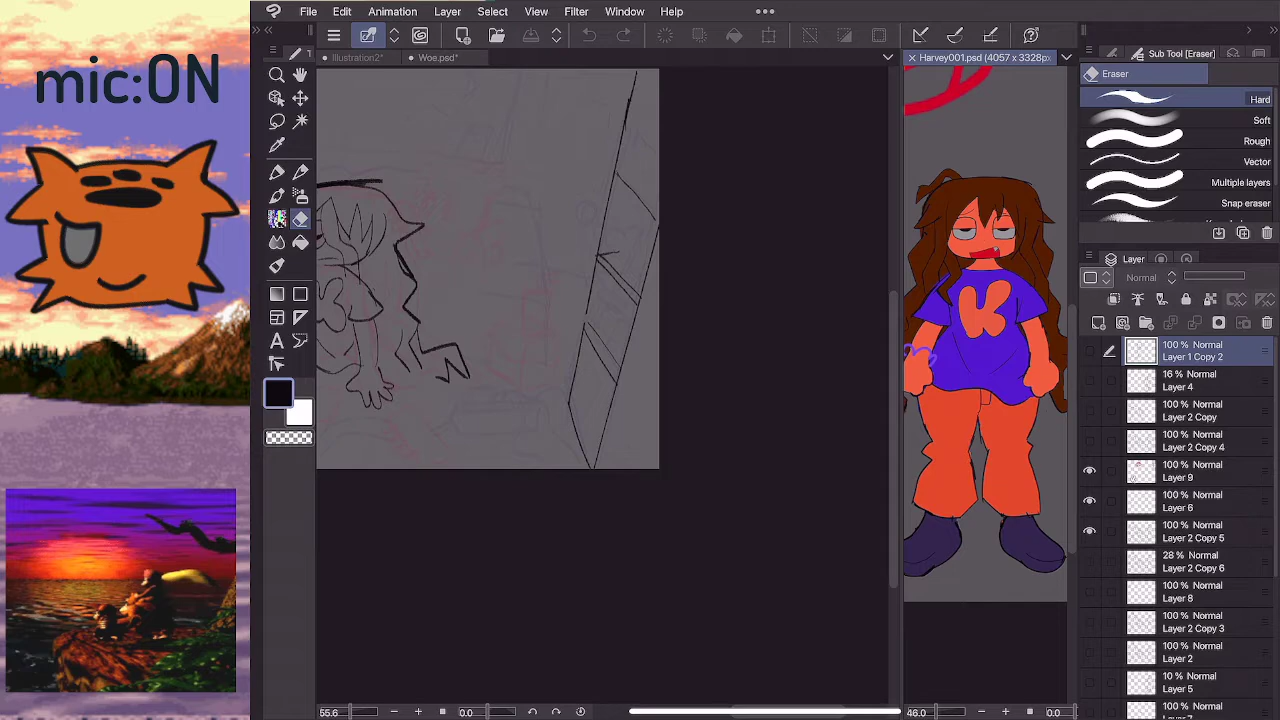 mic:ON
File Edit Animation Layer Select View Filter Window Help
Illustration2*
Woe.psd*
Harvey001.psd (4057 x 3328px
Sub Tool [Eraser]
Eraser
Hard
Soft
Rough
Vector
Multiple layers
Snap eraser
Layer
Normal
100 % Normal
Layer 1 Copy 2
16 % Normal
Layer 4
100 % Normal
Layer 2 Copy
100 % Normal
Layer 2 Copy 4
100 % Normal
Layer 9
100 % Normal
Layer 6
100 % Normal
Layer 2 Copy 5
28 % Normal
Layer 2 Copy 6
100 % Normal
Layer 8
100 % Normal
Layer 2 Copy 3
100 % Normal
Layer 2
10 % Normal
Layer 5
100 % Normal
K
55.6
0.0
46.0
0.0